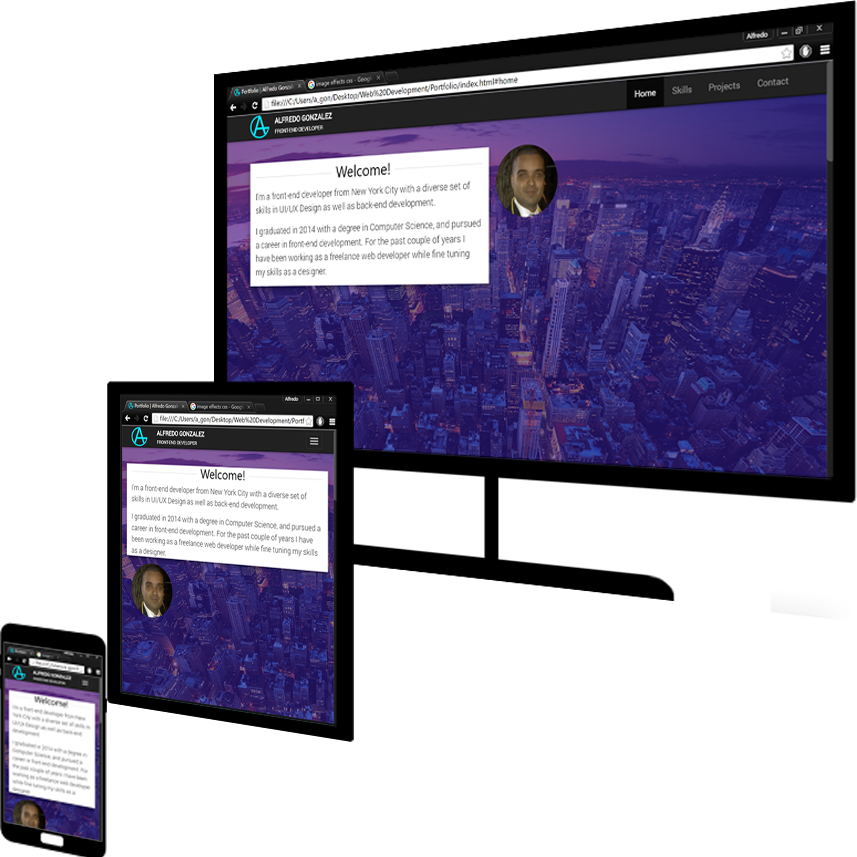 Alfredo
Portfolio | Alfredo Gonzal
image effects css - Goog
file:///C:/Users/a_gon/Desktop/Web%20Development/Portfolio/index.html#home
ALFREDO GONZALEZ
FRONT-END DEVELOPER
Home Skills Projects Contact
Welcome!
I'm a front-end developer from New York City with a diverse set of
skills in UI/UX Design as well as back-end development.
I graduated in 2014 with a degree in Computer Science, and pursued
a career in front-end development. For the past couple of years I
have been working as a freelance web developer while fine tuning
my skills as a designer.
Alfredo
Portfolio | Alfredo Gonzal
image effects css - Goog
file:///C:/Users/a_gon/Desktop/Web%20Development/Portf
ALFREDO GONZALEZ
FRONT-END DEVELOPER
Welcome!
I'm a front-end developer from New York City with a diverse set of
skills in UI/UX Design as well as back-end development.
I graduated in 2014 with a degree in Computer Science, and pursued a
career in front-end development. For the past couple of years I have
been working as a freelance web developer while fine tuning my skills
as a designer.
ALFREDO GONZALEZ
FRONT-END DEVELOPER
Welcome!
I'm a front-end developer from New
York City with a diverse set of skills in
UI/UX Design as well as back-end
development.
I graduated in 2014 with a degree in
Computer Science, and pursued a
career in front-end development. For
the past couple of years I have been
working as a freelance web developer
while fine tuning my skills as a
designer.